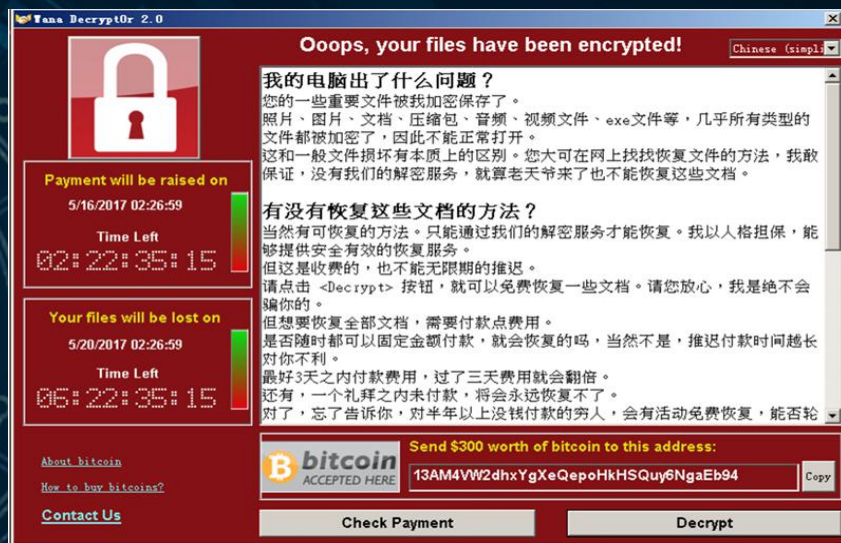 Wana Decrypt0r 2.0
Ooops, your files have been encrypted!
Chinese (simpli
我的电脑出了什么问题？
您的一些重要文件被我加密保存了。
照片、图片、文档、压缩包、音频、视频文件、exe文件等，几乎所有类型的
文件都被加密了，因此不能正常打开。
这和一般文件损坏有本质上的区别。您大可在网上找找恢复文件的方法，我敢
保证，没有我们的解密服务，就算老天爷来了也不能恢复这些文档。
有没有恢复这些文档的方法？
当然有可恢复的方法。只能通过我们的解密服务才能恢复。我以人格担保，能
够提供安全有效的恢复服务。
但这是收费的，也不能无限期的推迟。
请点击 <Decrypt> 按钮，就可以免费恢复一些文档。请您放心，我是绝不会
骗你的。
但想要恢复全部文档，需要付款点费用。
是否随时都可以固定金额付款，就会恢复的吗，当然不是，推迟付款时间越长
对你不利。
最好3天之内付款费用，过了三天费用就会翻倍。
还有，一个礼拜之内未付款，将会永远恢复不了。
对了，忘了告诉你，对半年以上没钱付款的穷人，会有活动免费恢复，能否轮
Payment will be raised on
5/16/2017 02:26:59
Time Left
02:22:35:15
Your files will be lost on
5/20/2017 02:26:59
Time Left
06:22:35:15
About bitcoin
How to buy bitcoins?
Contact Us
bitcoin
ACCEPTED HERE
Send $300 worth of bitcoin to this address:
13AM4VW2dhxYgXeQepoHkHSQuy6NgaEb94
Copy
Check Payment
Decrypt